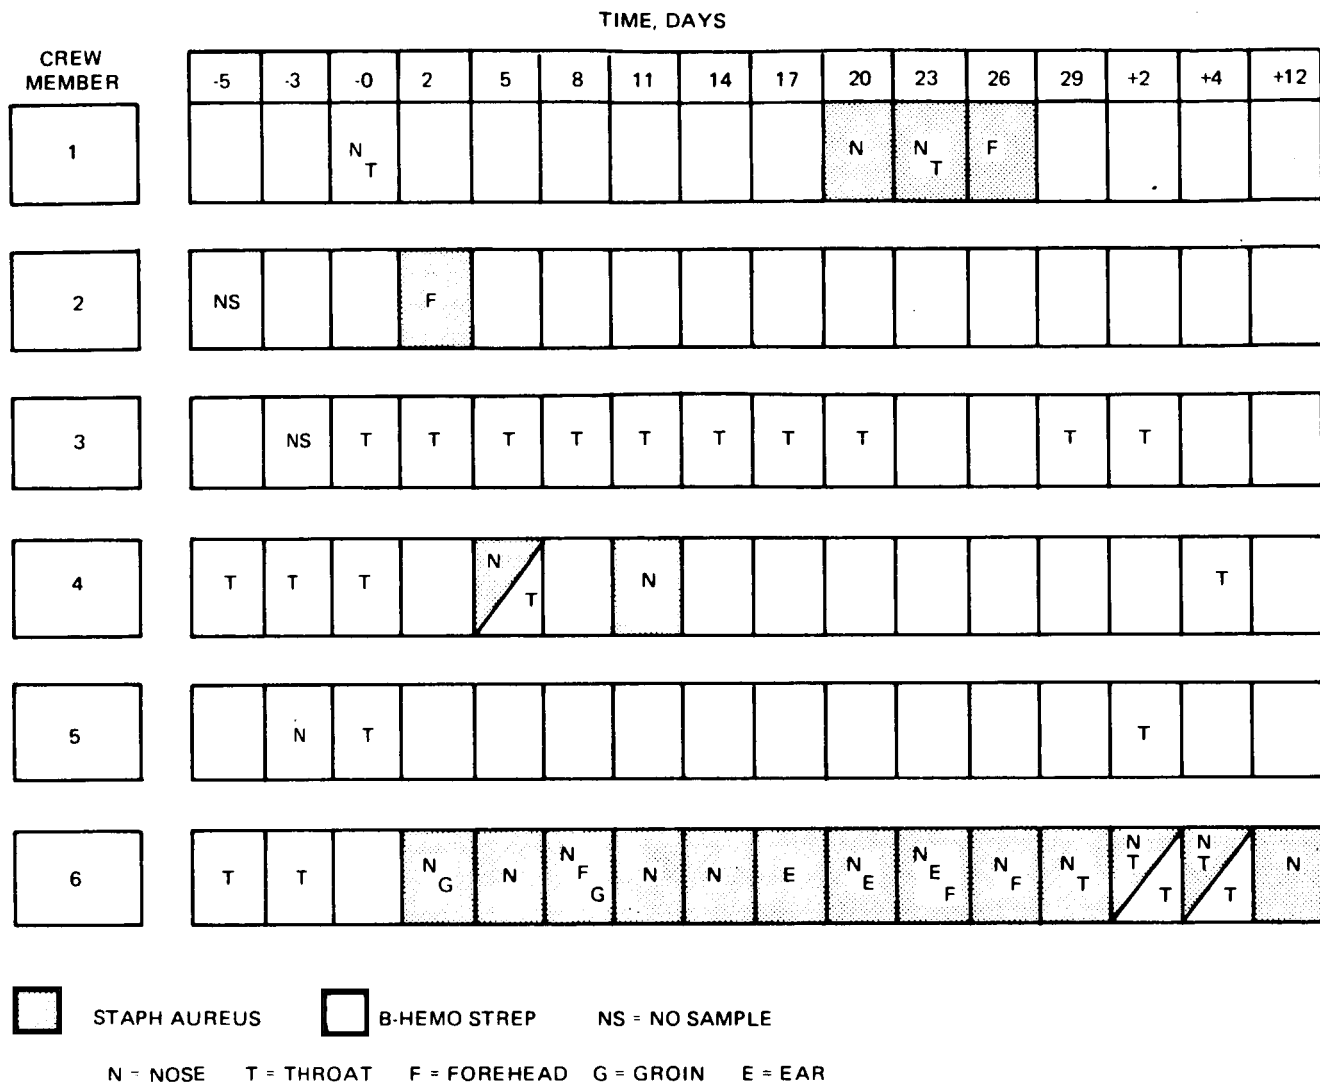 TIME, DAYS
CREW MEMBER -5 -3 -0 2 5 8 11 14 17 20 23 26 29 +2 +4 +12
1 N T N N T F
2 NS F
3 NS T T T T T T T T T T
4 T T T N T N T
5 N T T
6 T T N G N N F G N N E N E N E F N F N T N T T N T T N
STAPH AUREUS B-HEMO STREP NS = NO SAMPLE
N = NOSE T = THROAT F = FOREHEAD G = GROIN E = EAR